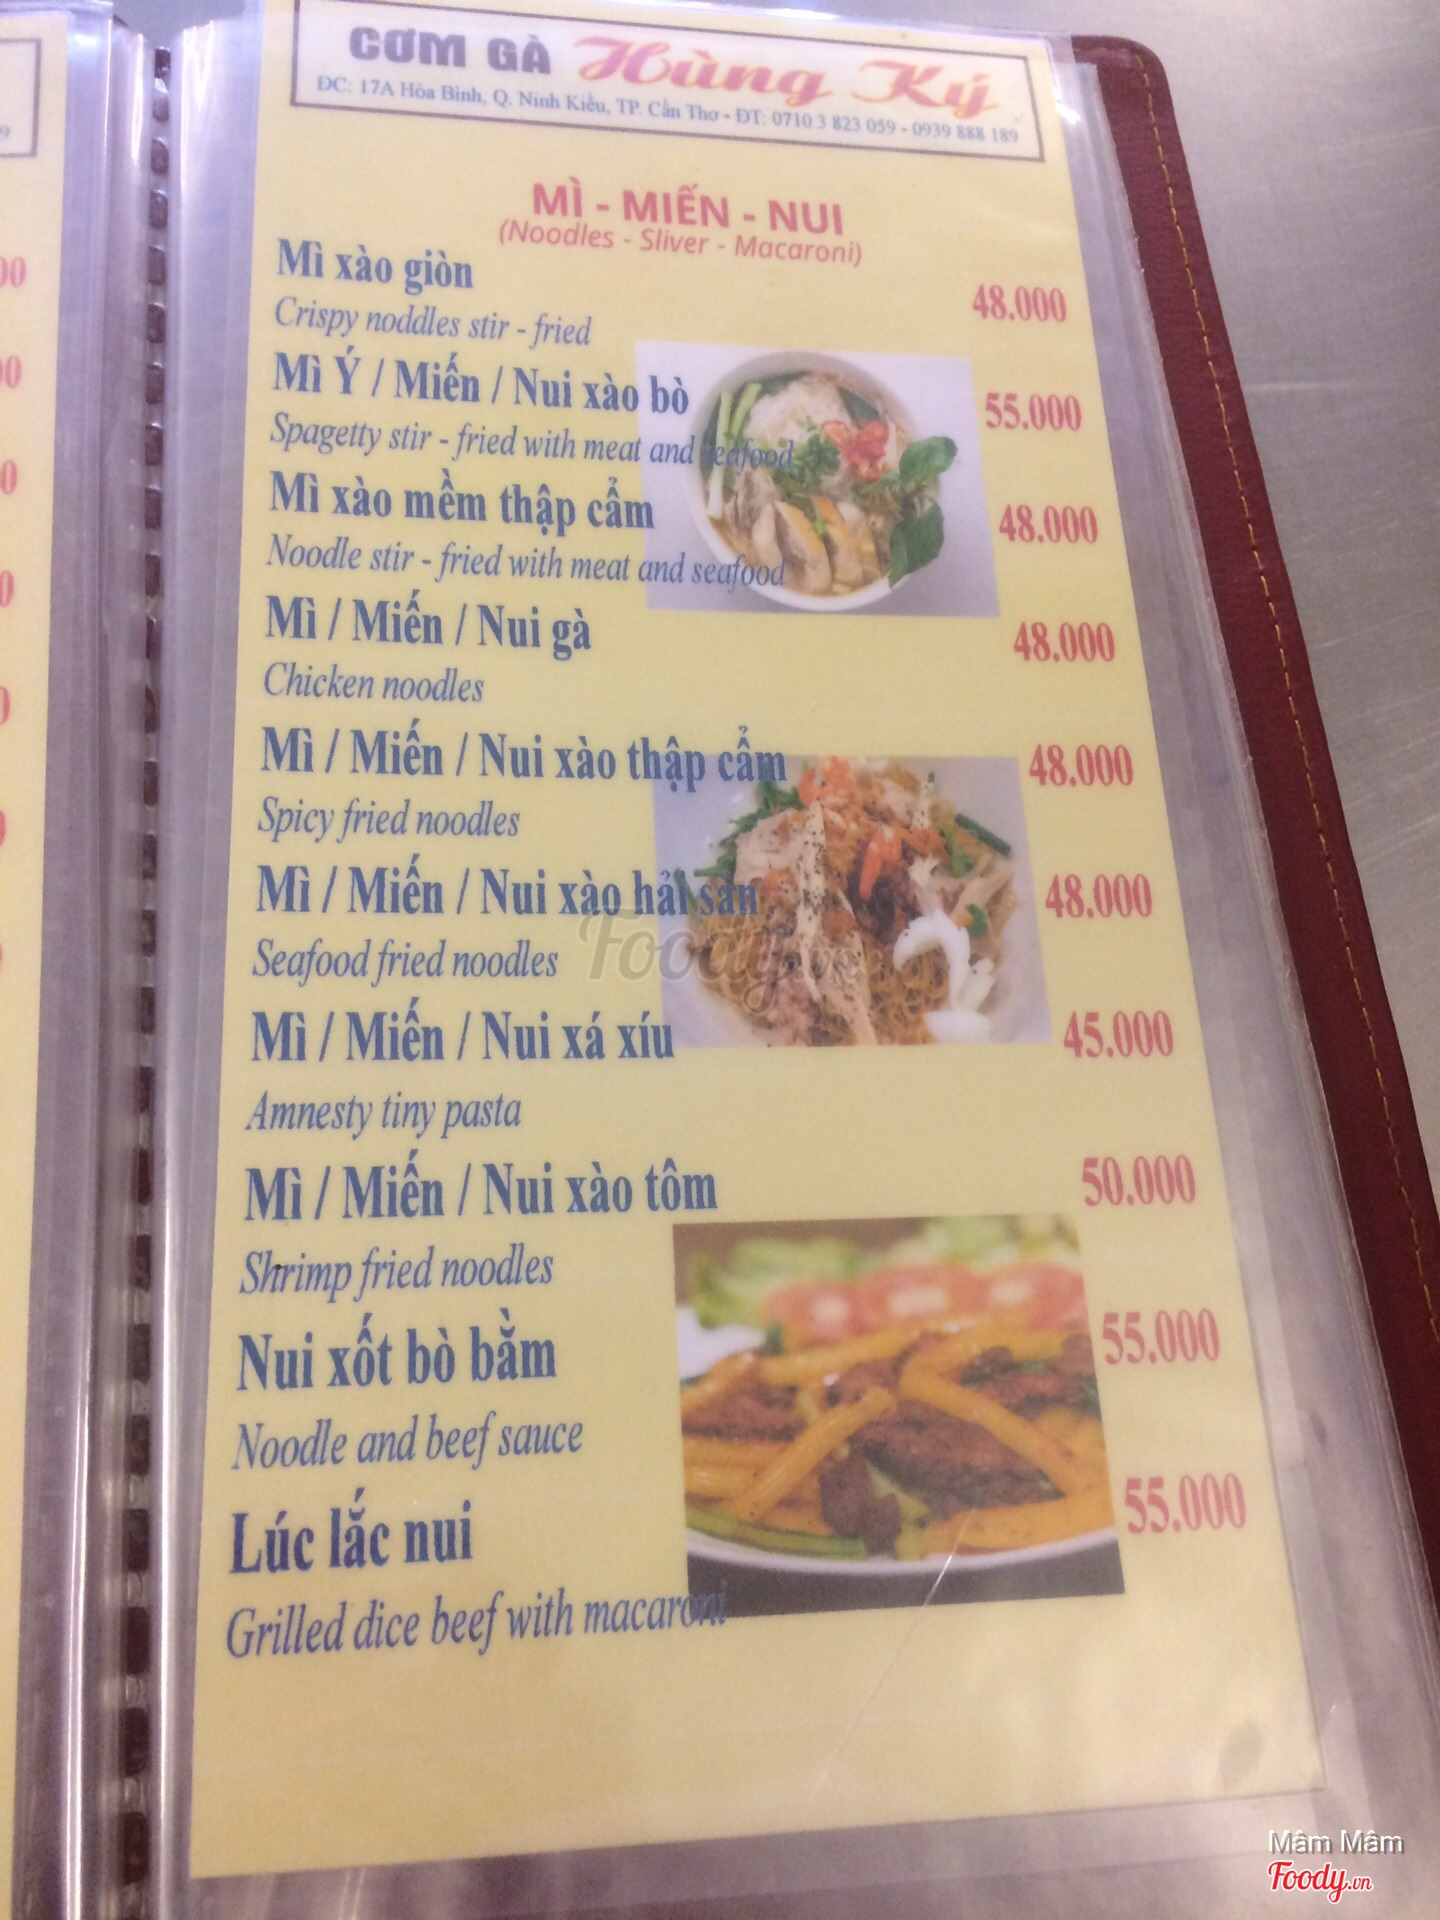 CƠM GÀ Hùng Ký
ĐC: 17A Hòa Bình, Q. Ninh Kiều, TP. Cần Thơ - ĐT: 0710 3 823 059 - 0939 888 189
MÌ - MIẾN - NUI
(Noodles - Sliver - Macaroni)
Mì xào giòn 48.000
Crispy noddles stir - fried
Mì Ý / Miến / Nui xào bò 55.000
Spagetty stir - fried with meat and seafood
Mì xào mềm thập cẩm 48.000
Noodle stir - fried with meat and seafood
Mì / Miến / Nui gà 48.000
Chicken noodles
Mì / Miến / Nui xào thập cẩm 48.000
Spicy fried noodles
Mì / Miến / Nui xào hải sản 48.000
Seafood fried noodles
Foody.vn
Mì / Miến / Nui xá xíu 45.000
Amnesty tiny pasta
Mì / Miến / Nui xào tôm 50.000
Shrimp fried noodles
Nui xốt bò bằm 55.000
Noodle and beef sauce
Lúc lắc nui 55.000
Grilled dice beef with macaroni
Mâm Mâm
Foody.vn